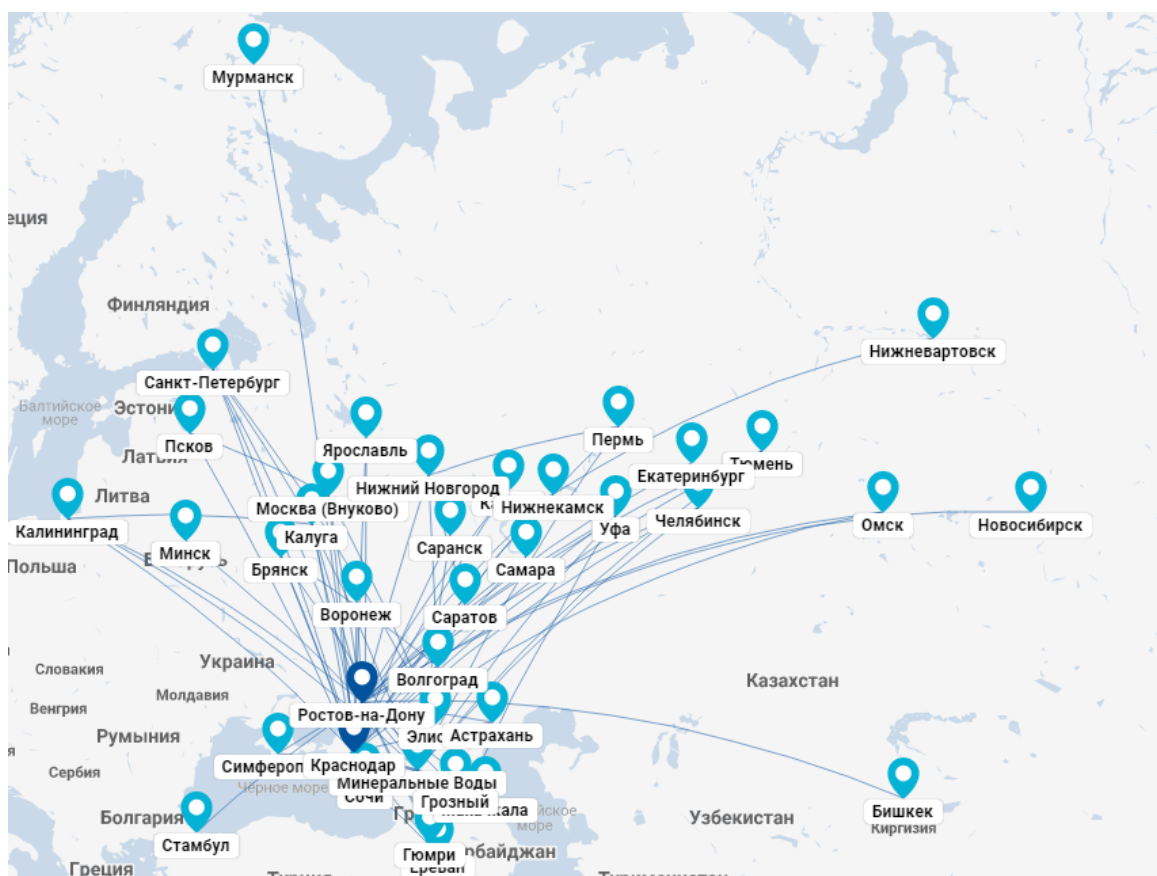 Мурманск
Финляндия
Нижневартовск
Санкт-Петербург
Балтийское
море
Псков
Ярославль
Пермь
Тюмень
Екатеринбург
Нижний Новгород
Литва
Москва (Внуково)
Нижнекамск
Калининград
Калуга
Уфа
Челябинск
Омск
Новосибирск
Минск
Саранск
Польша
Брянск
Самара
Воронеж
Саратов
Украина
Словакия
Волгоград
Казахстан
Молдавия
Венгрия
Ростов-на-Дону
Астрахань
Румыния
Краснодар
Сербия
Минеральные Воды
Черное море
Сочи
Грозный
море
Болгария
Узбекистан
Бишкек
Киргизия
Стамбул
Гюмри
Греция